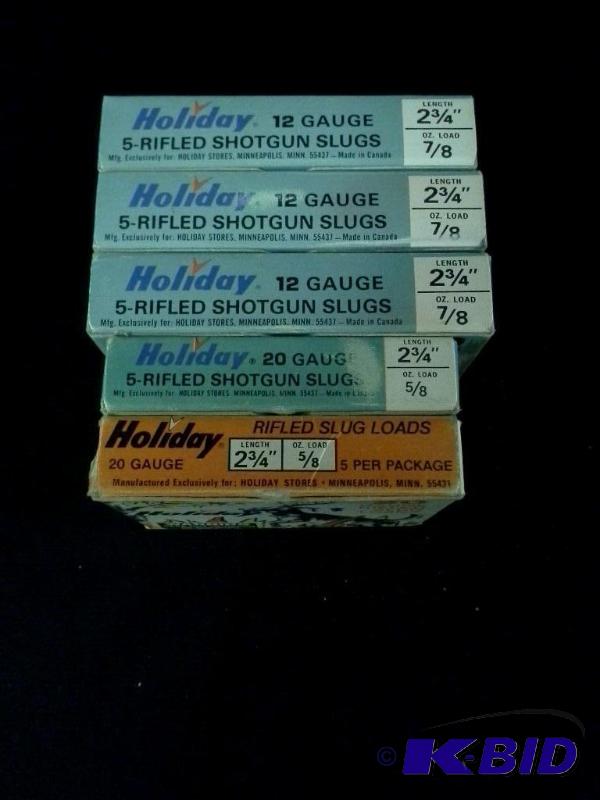 Holiday® 12 GAUGE
5-RIFLED SHOTGUN SLUGS
Mfg. Exclusively for: HOLIDAY STORES, MINNEAPOLIS, MINN. 55437 – Made in Canada
LENGTH
2¾"
OZ. LOAD
7/8
Holiday 12 GAUGE
5-RIFLED SHOTGUN SLUGS
Mfg. Exclusively for: HOLIDAY STORES, MINNEAPOLIS, MINN. 55437 – Made in Canada
LENGTH
2¾"
OZ. LOAD
7/8
Holiday® 12 GAUGE
5-RIFLED SHOTGUN SLUGS
Mfg. Exclusively for: HOLIDAY STORES, MINNEAPOLIS, MINN. 55437 – Made in Canada
LENGTH
2¾"
OZ. LOAD
7/8
Holiday® 20 GAUGE
5-RIFLED SHOTGUN SLUGS
Mfg. Exclusively for: HOLIDAY STORES, MINNEAPOLIS, MINN. 55437 – Made in
LENGTH
2¾"
OZ. LOAD
5/8
Holiday® RIFLED SLUG LOADS
20 GAUGE
LENGTH
2¾"
OZ. LOAD
5/8
5 PER PACKAGE
Manufactured Exclusively for: HOLIDAY STORES • MINNEAPOLIS, MINN. 55431
© K-BID